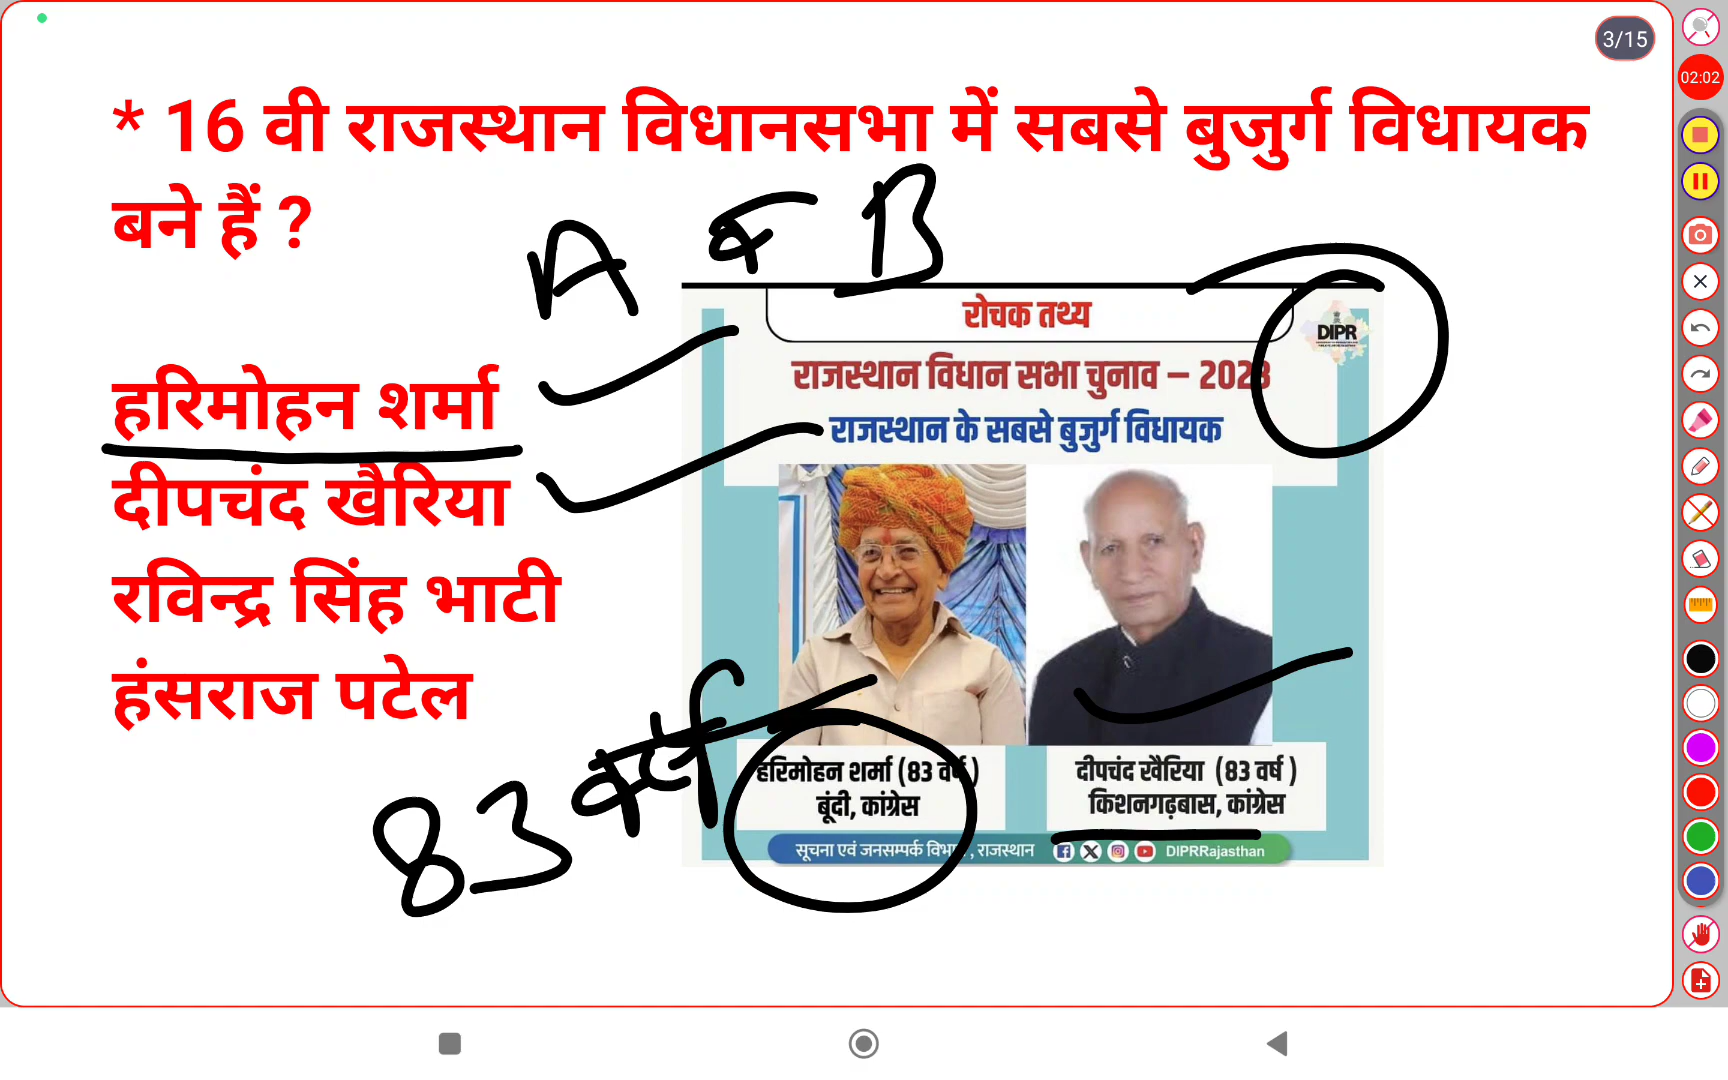 3/15
02:02
* 16 वी राजस्थान विधानसभा में सबसे बुजुर्ग विधायक
बने हैं ?
A व B
हरिमोहन शर्मा
दीपचंद खैरिया
रविन्द्र सिंह भाटी
हंसराज पटेल
रोचक तथ्य
DIPR
राजस्थान विधान सभा चुनाव – 2023
राजस्थान के सबसे बुजुर्ग विधायक
83 वर्ष
हरिमोहन शर्मा (83 वर्ष )
बूंदी, कांग्रेस
दीपचंद खैरिया (83 वर्ष )
किशनगढ़बास, कांग्रेस
सूचना एवं जनसम्पर्क विभाग, राजस्थान
DIPRRajasthan